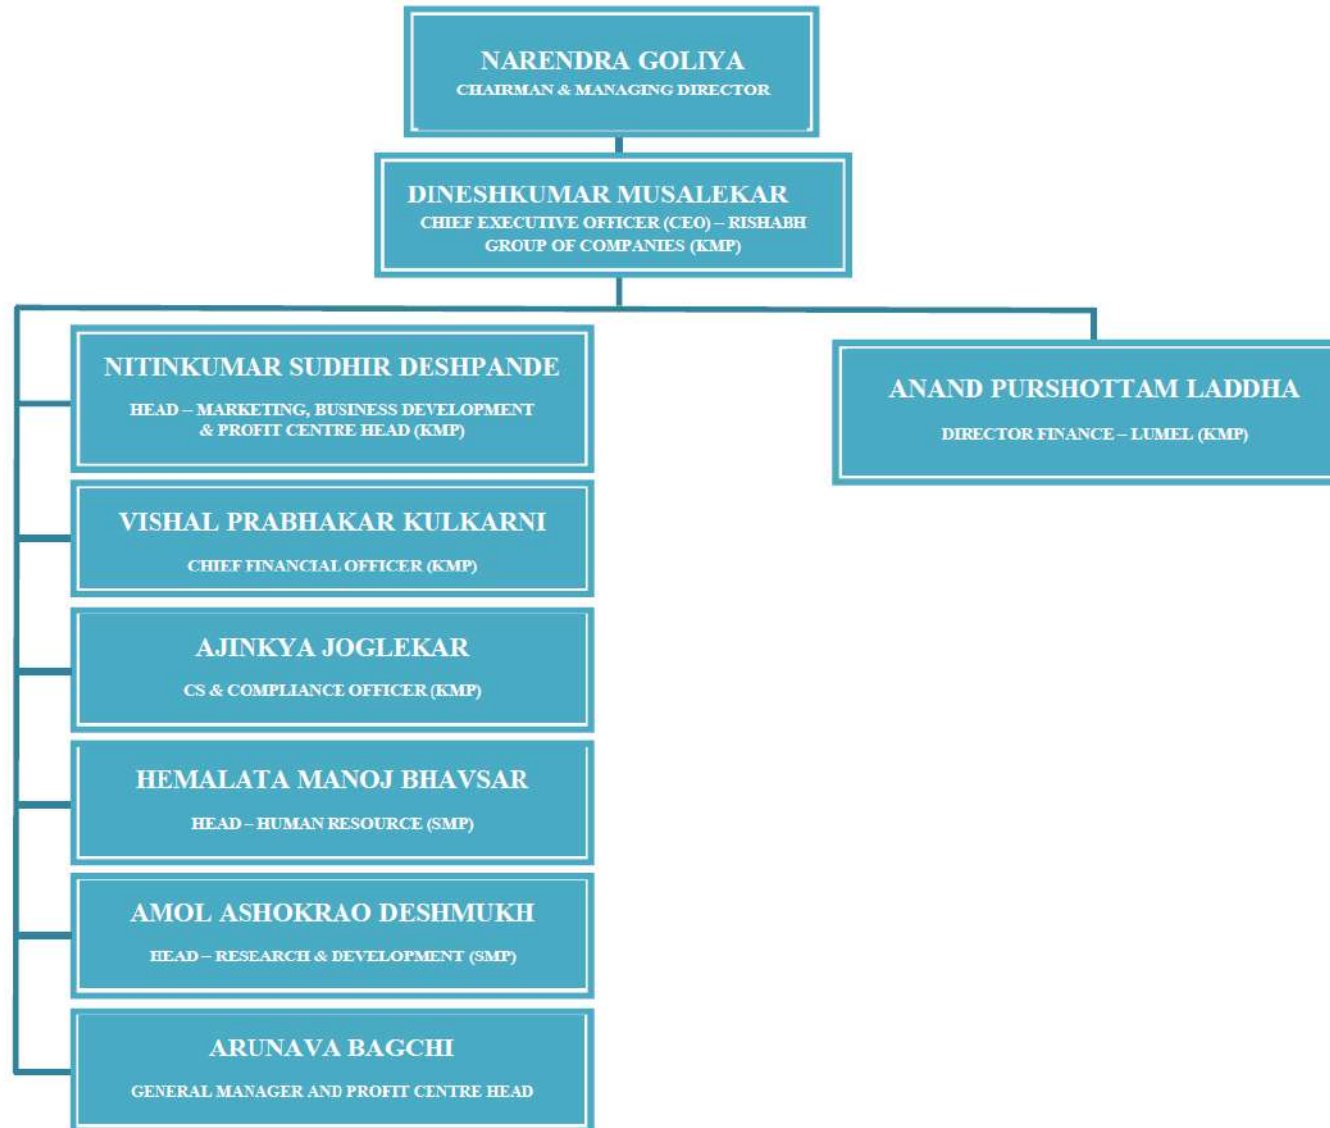 NARENDRA GOLIYA
CHAIRMAN & MANAGING DIRECTOR
DINESHKUMAR MUSALEKAR
CHIEF EXECUTIVE OFFICER (CEO) – RISHABH
GROUP OF COMPANIES (KMP)
NITINKUMAR SUDHIR DESHPANDE
HEAD – MARKETING, BUSINESS DEVELOPMENT
& PROFIT CENTRE HEAD (KMP)
ANAND PURSHOTTAM LADDHA
DIRECTOR FINANCE – LUMEL (KMP)
VISHAL PRABHAKAR KULKARNI
CHIEF FINANCIAL OFFICER (KMP)
AJINKYA JOGLEKAR
CS & COMPLIANCE OFFICER (KMP)
HEMALATA MANOJ BHAVSAR
HEAD – HUMAN RESOURCE (SMP)
AMOL ASHOKRAO DESHMUKH
HEAD – RESEARCH & DEVELOPMENT (SMP)
ARUNAVA BAGCHI
GENERAL MANAGER AND PROFIT CENTRE HEAD